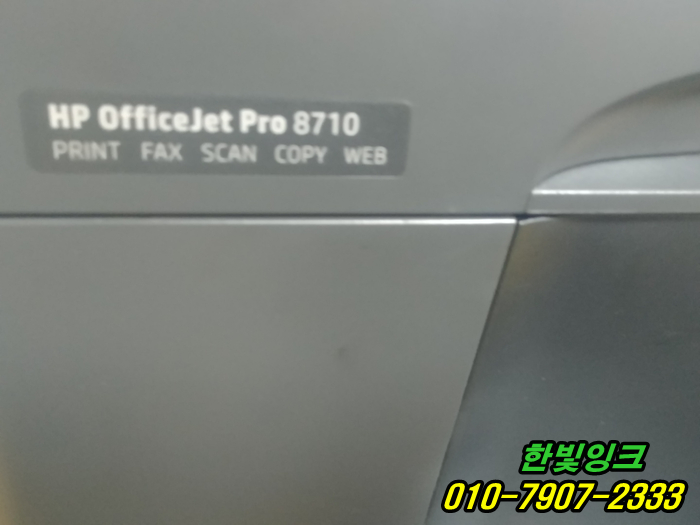 HP OfficeJet Pro 8710
PRINT FAX SCAN COPY WEB
한빛잉크
010-7907-2333